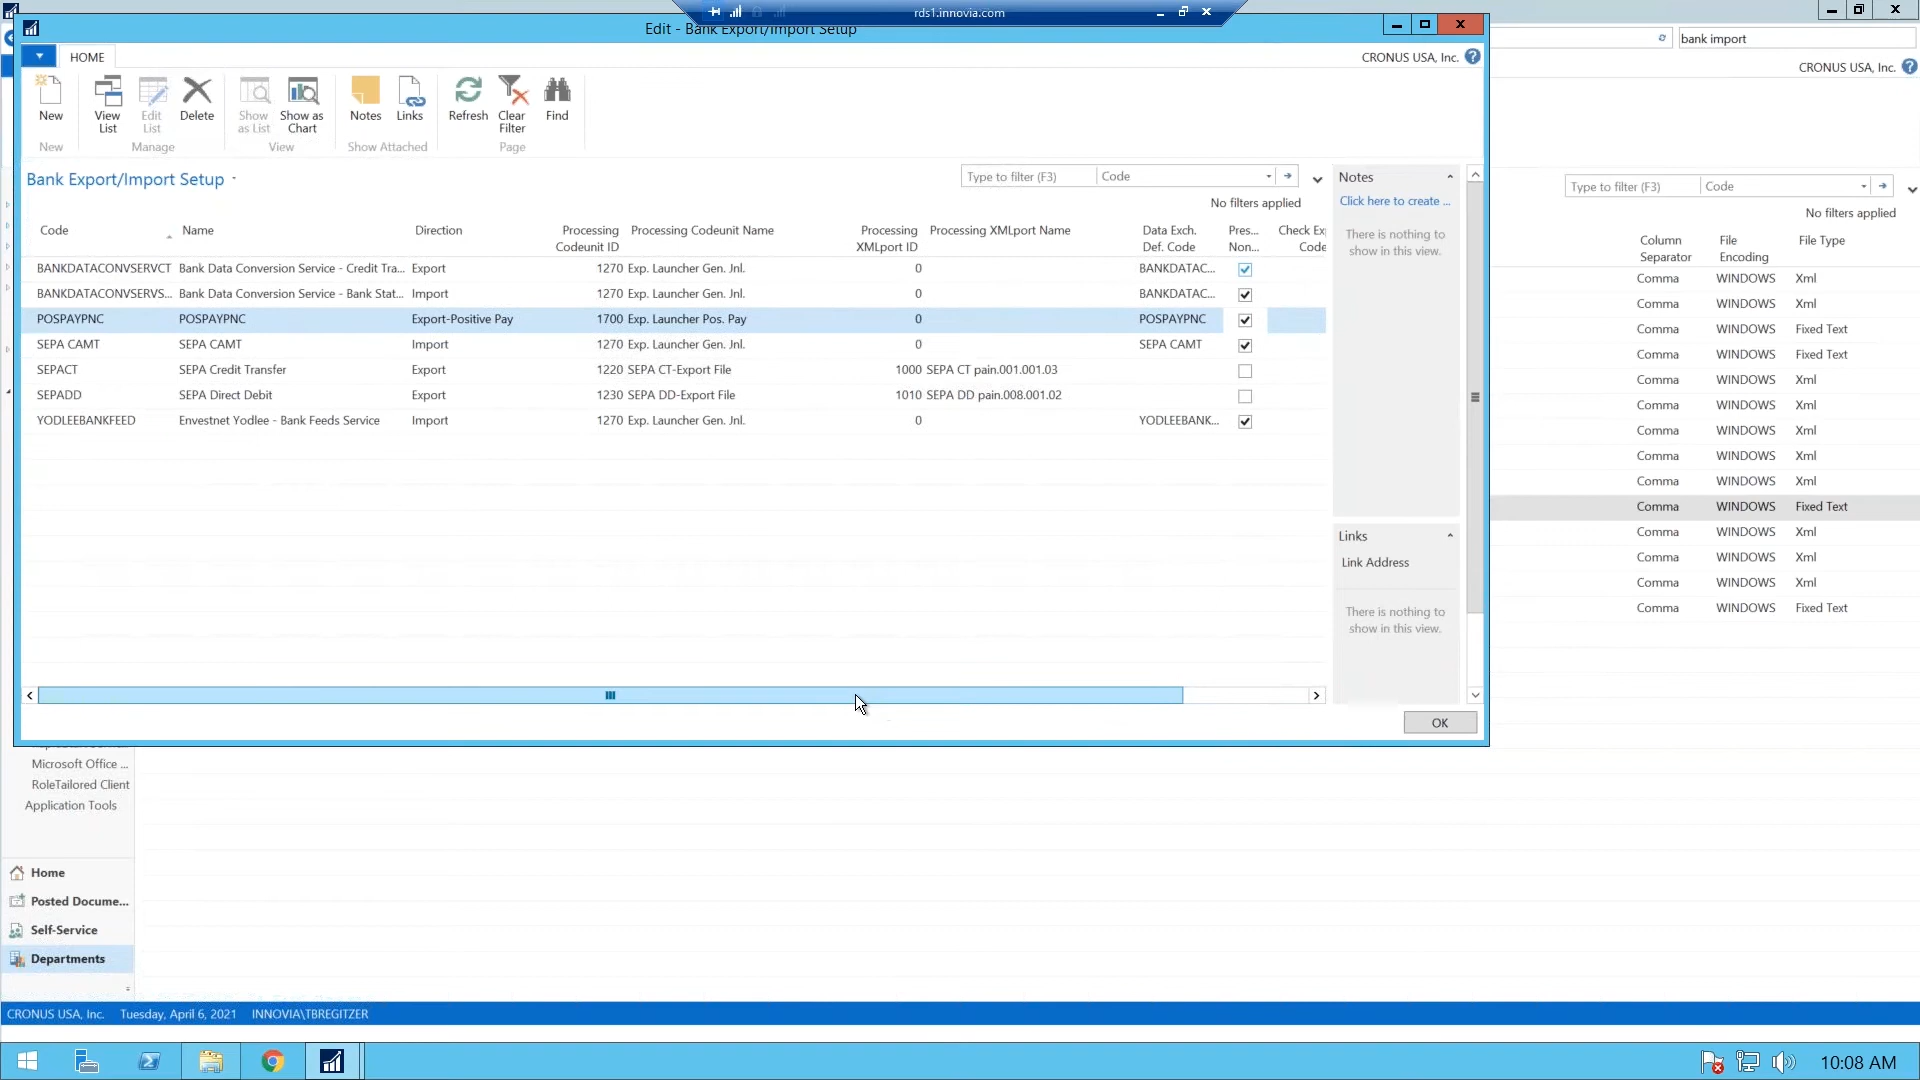 rds1.innovia.com
Edit - Bank Export/Import Setup
bank import
HOME
CRONUS USA, Inc.
CRONUS USA, Inc.
New
View List
Edit List
Delete
Show as List
Show as Chart
Notes
Links
Refresh
Clear Filter
Find
New
Manage
View
Show Attached
Page
Bank Export/Import Setup
Type to filter (F3) Code
No filters applied
Notes
Click here to create ...
There is nothing to
show in this view.
Type to filter (F3) Code
No filters applied
Code Name Direction Processing Codeunit ID Processing Codeunit Name Processing XMLport ID Processing XMLport Name Data Exch. Def. Code Pres... Non... Check Exp Code
BANKDATACONVSERVCT Bank Data Conversion Service - Credit Tra... Export 1270 Exp. Launcher Gen. Jnl. 0 BANKDATAC...
BANKDATACONVSERVS... Bank Data Conversion Service - Bank Stat... Import 1270 Exp. Launcher Gen. Jnl. 0 BANKDATAC...
POSPAYPNC POSPAYPNC Export-Positive Pay 1700 Exp. Launcher Pos. Pay 0 POSPAYPNC
SEPA CAMT SEPA CAMT Import 1270 Exp. Launcher Gen. Jnl. 0 SEPA CAMT
SEPACT SEPA Credit Transfer Export 1220 SEPA CT-Export File 1000 SEPA CT pain.001.001.03
SEPADD SEPA Direct Debit Export 1230 SEPA DD-Export File 1010 SEPA DD pain.008.001.02
YODLEEBANKFEED Envestnet Yodlee - Bank Feeds Service Import 1270 Exp. Launcher Gen. Jnl. 0 YODLEEBANK...
Links
Link Address
There is nothing to
show in this view.
OK
Column Separator File Encoding File Type
Comma WINDOWS Xml
Comma WINDOWS Xml
Comma WINDOWS Fixed Text
Comma WINDOWS Fixed Text
Comma WINDOWS Xml
Comma WINDOWS Xml
Comma WINDOWS Xml
Comma WINDOWS Xml
Comma WINDOWS Xml
Comma WINDOWS Fixed Text
Comma WINDOWS Xml
Comma WINDOWS Xml
Comma WINDOWS Xml
Comma WINDOWS Fixed Text
Microsoft Office ...
RoleTailored Client
Application Tools
Home
Posted Docume...
Self-Service
Departments
CRONUS USA, Inc. Tuesday, April 6, 2021 INNOVIA\TBREGITZER
10:08 AM